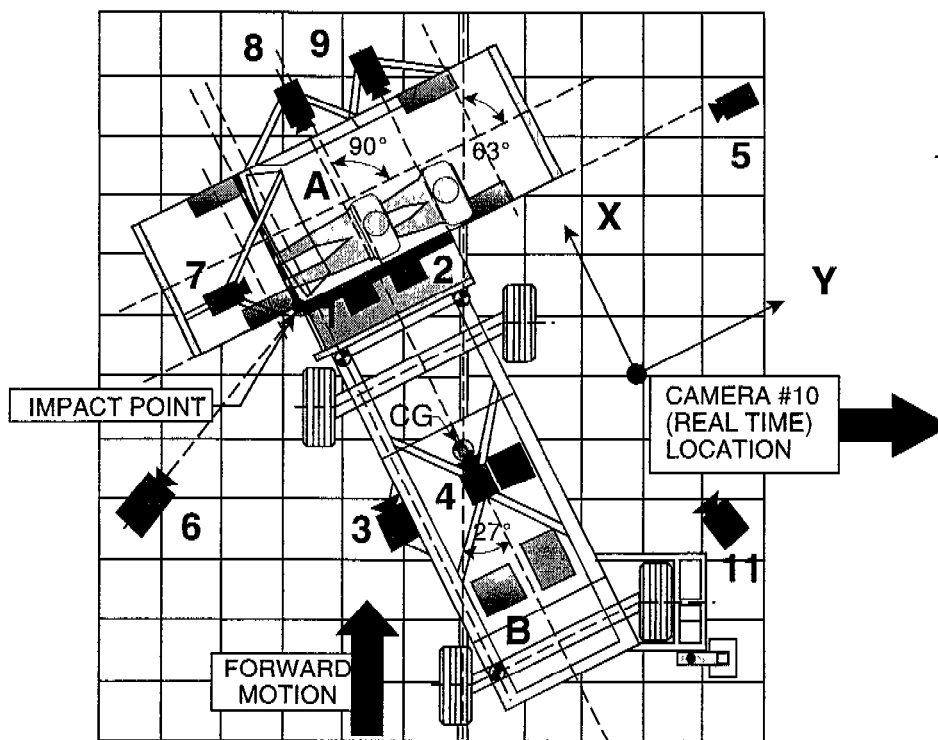 8
9
5
90°
63°
A
X
7
2
1
Y
IMPACT POINT
CG
CAMERA #10
(REAL TIME)
LOCATION
4
6
3
27°
11
B
FORWARD
MOTION